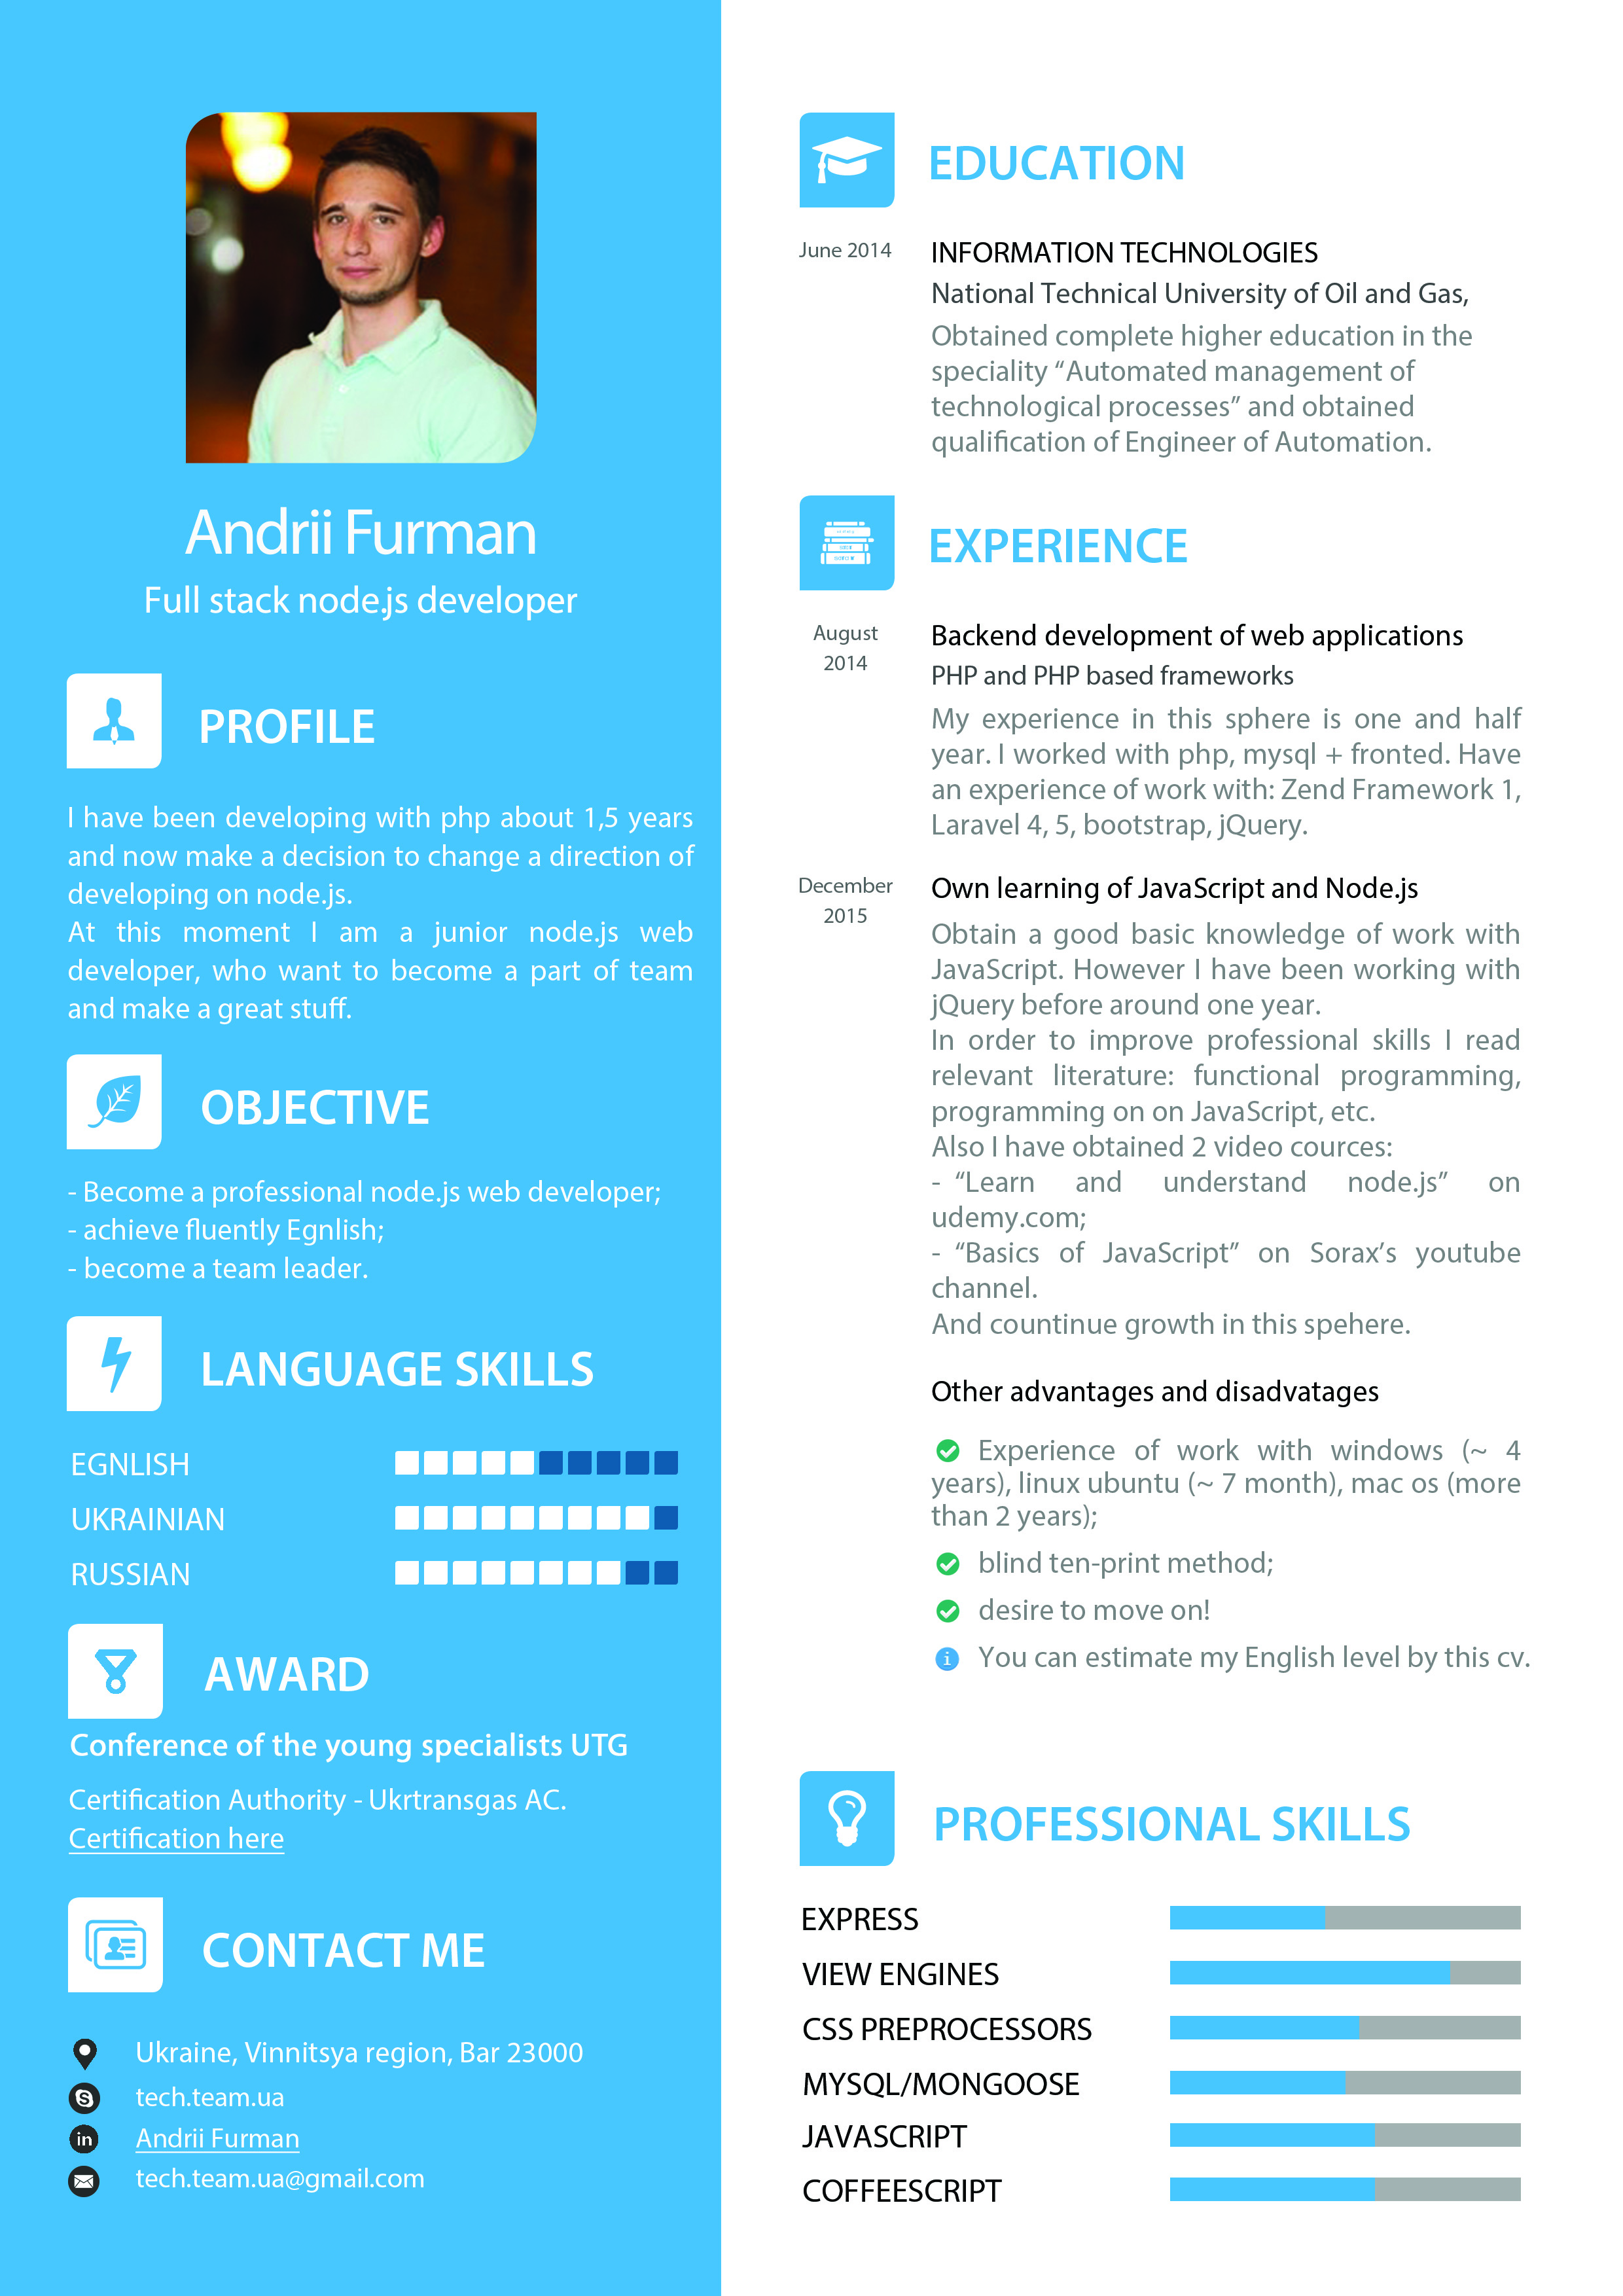 Andrii Furman
Full stack node.js developer
PROFILE
I have been developing with php about 1,5 years
and now make a decision to change a direction of
developing on node.js.
At this moment I am a junior node.js web
developer, who want to become a part of team
and make a great stuff.
OBJECTIVE
- Become a professional node.js web developer;
- achieve fluently Egnlish;
- become a team leader.
LANGUAGE SKILLS
EGNLISH
UKRAINIAN
RUSSIAN
AWARD
Conference of the young specialists UTG
Certification Authority - Ukrtransgas AC.
Certification here
CONTACT ME
Ukraine, Vinnitsya region, Bar 23000
tech.team.ua
in
Andrii Furman
tech.team.ua@gmail.com
EDUCATION
June 2014
INFORMATION TECHNOLOGIES
National Technical University of Oil and Gas,
Obtained complete higher education in the
speciality “Automated management of
technological processes” and obtained
qualification of Engineer of Automation.
EXPERIENCE
August
2014
Backend development of web applications
PHP and PHP based frameworks
My experience in this sphere is one and half
year. I worked with php, mysql + fronted. Have
an experience of work with: Zend Framework 1,
Laravel 4, 5, bootstrap, jQuery.
December
2015
Own learning of JavaScript and Node.js
Obtain a good basic knowledge of work with
JavaScript. However I have been working with
jQuery before around one year.
In order to improve professional skills I read
relevant literature: functional programming,
programming on on JavaScript, etc.
Also I have obtained 2 video cources:
- “Learn and understand node.js” on
udemy.com;
- “Basics of JavaScript” on Sorax’s youtube
channel.
And countinue growth in this spehere.
Other advantages and disadvatages
Experience of work with windows (~ 4
years), linux ubuntu (~ 7 month), mac os (more
than 2 years);
blind ten-print method;
desire to move on!
You can estimate my English level by this cv.
PROFESSIONAL SKILLS
EXPRESS
VIEW ENGINES
CSS PREPROCESSORS
MYSQL/MONGOOSE
JAVASCRIPT
COFFEESCRIPT